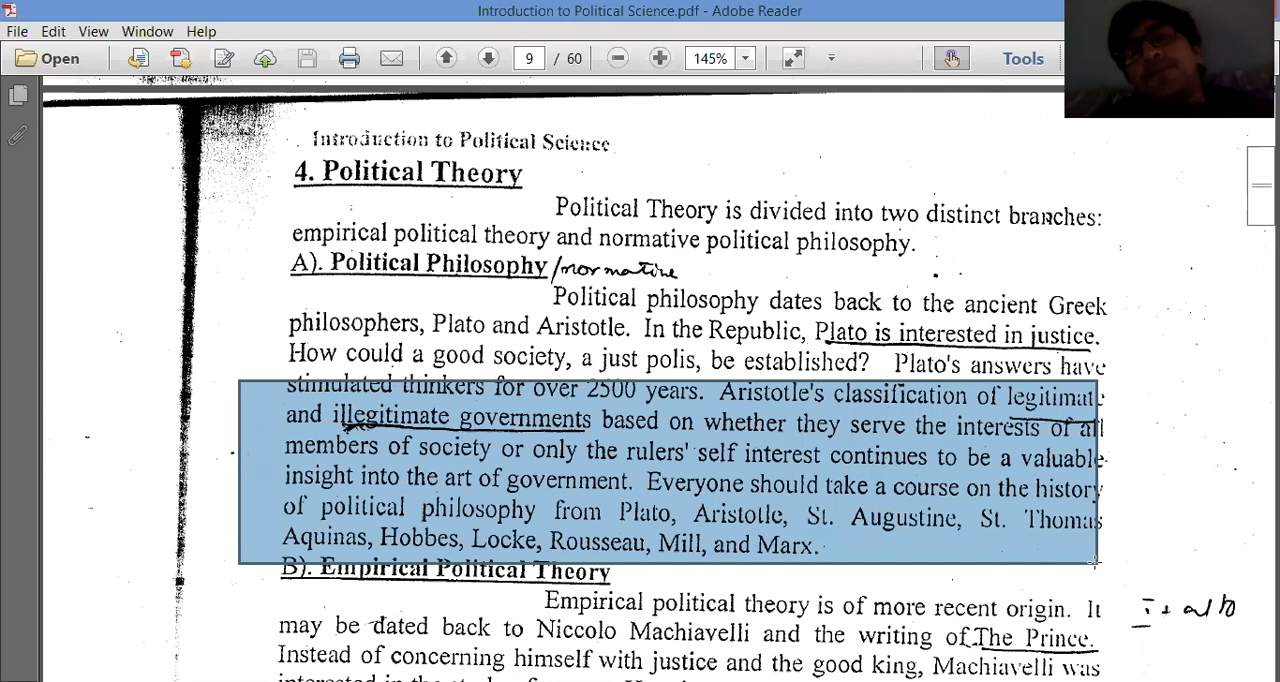 Introduction to Political Science.pdf - Adobe Reader
File Edit View Window Help
Open 9 / 60 145% Tools
Introduction to Political Science
4. Political Theory
Political Theory is divided into two distinct branches:
empirical political theory and normative political philosophy.
A). Political Philosophy /normative
Political philosophy dates back to the ancient Greek
philosophers, Plato and Aristotle. In the Republic, Plato is interested in justice.
How could a good society, a just polis, be established? Plato's answers have
stimulated thinkers for over 2500 years. Aristotle's classification of legitimate
and illegitimate governments based on whether they serve the interests of all
members of society or only the rulers' self interest continues to be a valuable
insight into the art of government. Everyone should take a course on the history
of political philosophy from Plato, Aristotle, St. Augustine, St. Thomas
Aquinas, Hobbes, Locke, Rousseau, Mill, and Marx.
B). Empirical Political Theory
Empirical political theory is of more recent origin. It
may be dated back to Niccolo Machiavelli and the writing of The Prince.
Instead of concerning himself with justice and the good king, Machiavelli was